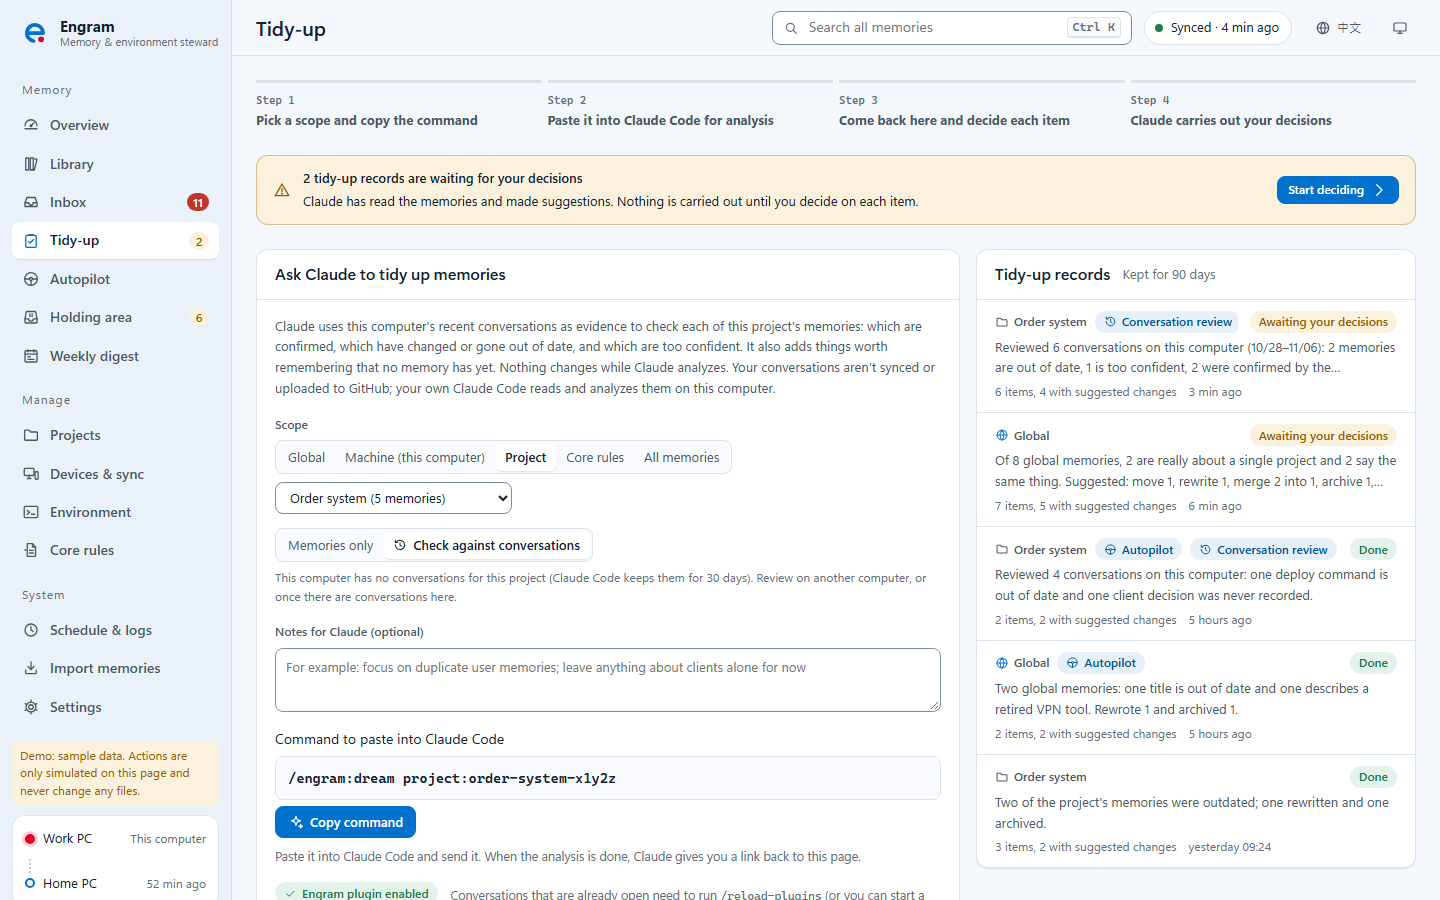 Engram
Memory & environment steward
Memory
Overview
Library
Inbox
11
Tidy-up
2
Autopilot
Holding area
6
Weekly digest
Manage
Projects
Devices & sync
Environment
Core rules
System
Schedule & logs
Import memories
Settings
Demo: sample data. Actions are
only simulated on this page and
never change any files.
Work PC
This computer
Home PC
52 min ago
Tidy-up
Search all memories
Ctrl K
Synced · 4 min ago
中文
Step 1
Pick a scope and copy the command
Step 2
Paste it into Claude Code for analysis
Step 3
Come back here and decide each item
Step 4
Claude carries out your decisions
2 tidy-up records are waiting for your decisions
Claude has read the memories and made suggestions. Nothing is carried out until you decide on each item.
Start deciding
Ask Claude to tidy up memories
Claude uses this computer's recent conversations as evidence to check each of this project's memories: which are
confirmed, which have changed or gone out of date, and which are too confident. It also adds things worth
remembering that no memory has yet. Nothing changes while Claude analyzes. Your conversations aren't synced or
uploaded to GitHub; your own Claude Code reads and analyzes them on this computer.
Scope
Global
Machine (this computer)
Project
Core rules
All memories
Order system (5 memories)
Memories only
Check against conversations
This computer has no conversations for this project (Claude Code keeps them for 30 days). Review on another computer, or
once there are conversations here.
Notes for Claude (optional)
For example: focus on duplicate user memories; leave anything about clients alone for now
Command to paste into Claude Code
/engram:dream project:order-system-x1y2z
Copy command
Paste it into Claude Code and send it. When the analysis is done, Claude gives you a link back to this page.
Engram plugin enabled
Conversations that are already open need to run /reload-plugins (or you can start a
Tidy-up records
Kept for 90 days
Order system
Conversation review
Awaiting your decisions
Reviewed 6 conversations on this computer (10/28–11/06): 2 memories
are out of date, 1 is too confident, 2 were confirmed by the...
6 items, 4 with suggested changes
3 min ago
Global
Awaiting your decisions
Of 8 global memories, 2 are really about a single project and 2 say the
same thing. Suggested: move 1, rewrite 1, merge 2 into 1, archive 1,...
7 items, 5 with suggested changes
6 min ago
Order system
Autopilot
Conversation review
Done
Reviewed 4 conversations on this computer: one deploy command is
out of date and one client decision was never recorded.
2 items, 2 with suggested changes
5 hours ago
Global
Autopilot
Done
Two global memories: one title is out of date and one describes a
retired VPN tool. Rewrote 1 and archived 1.
2 items, 2 with suggested changes
5 hours ago
Order system
Done
Two of the project's memories were outdated; one rewritten and one
archived.
3 items, 2 with suggested changes
yesterday 09:24